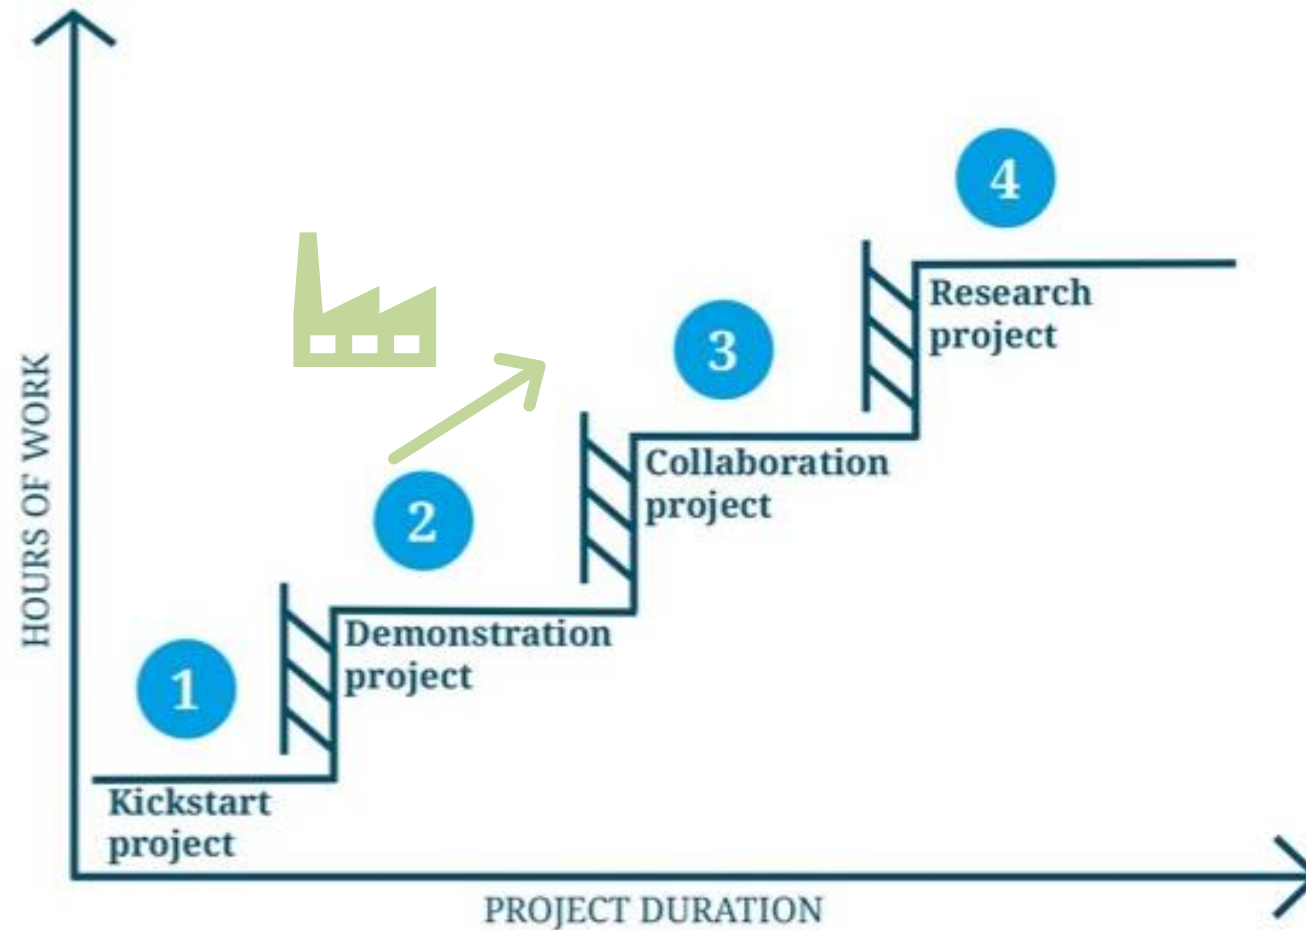 HOURS OF WORK
4
Research
project
3
Collaboration
project
2
Demonstration
project
1
Kickstart
project
PROJECT DURATION